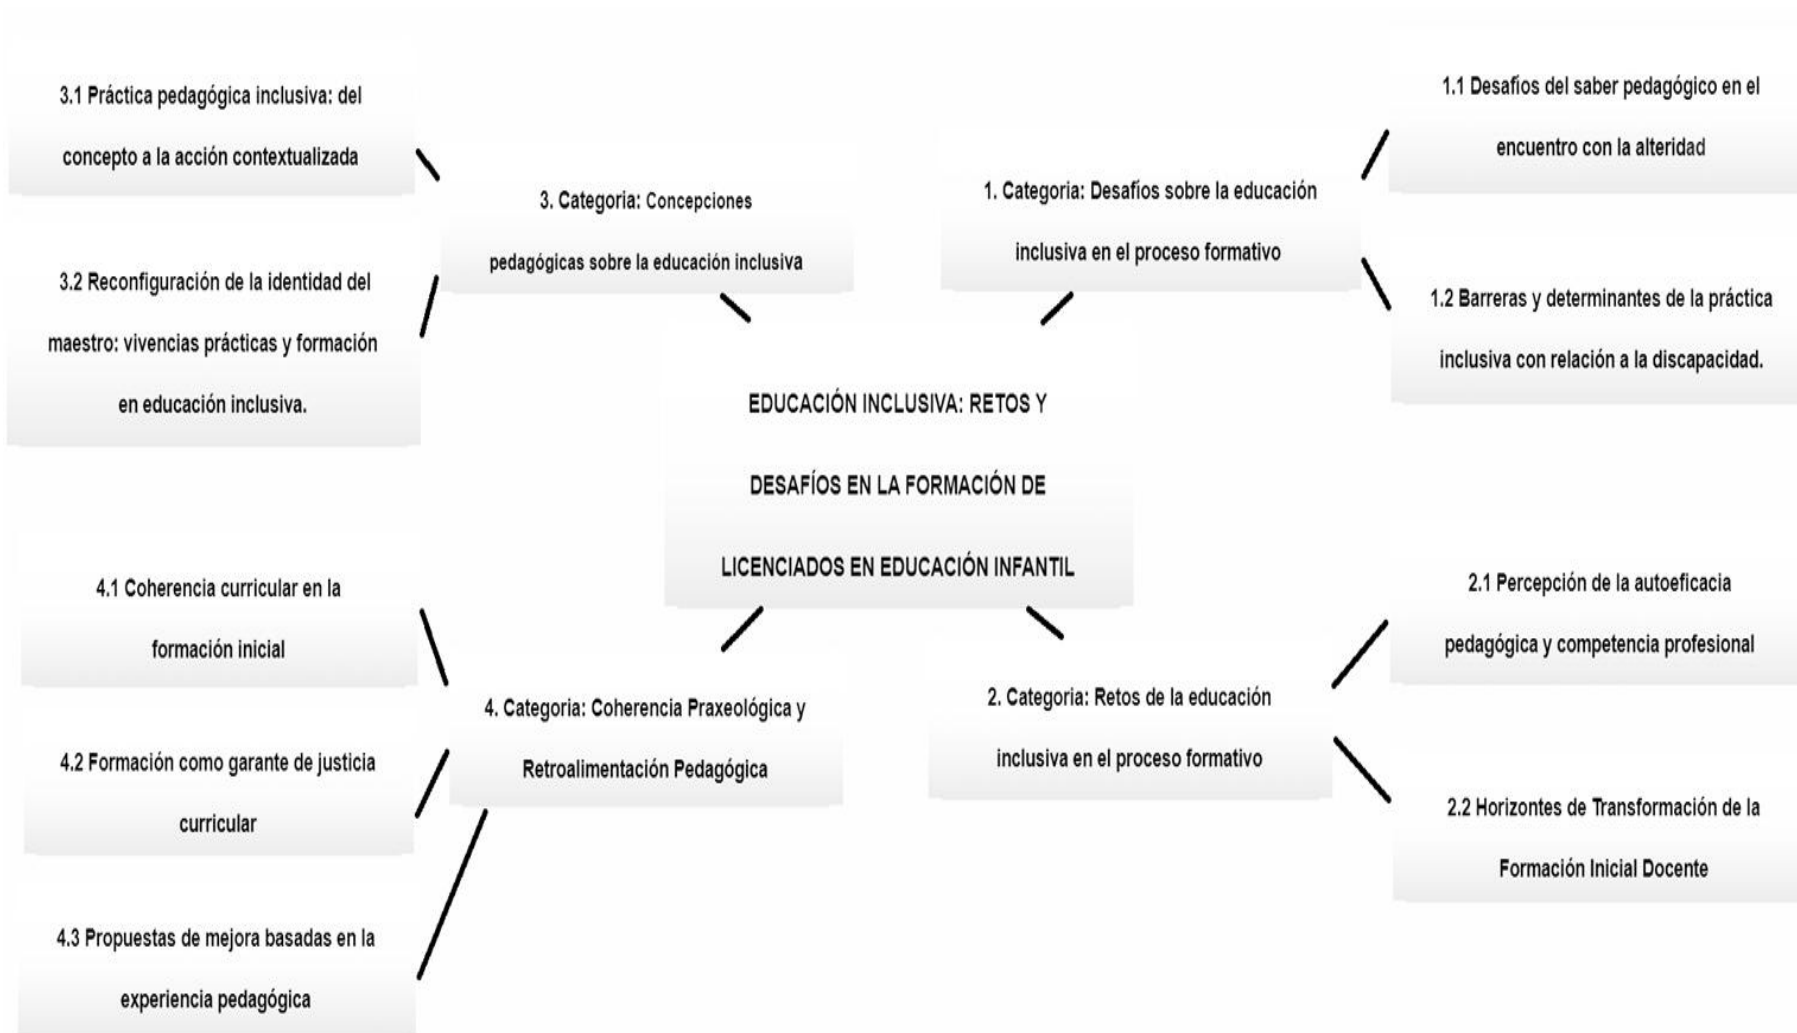 3.1 Práctica pedagógica inclusiva: del
concepto a la acción contextualizada
3.2 Reconfiguración de la identidad del
maestro: vivencias prácticas y formación
en educación inclusiva.
3. Categoria: Concepciones
pedagógicas sobre la educación inclusiva
1. Categoria: Desafíos sobre la educación
inclusiva en el proceso formativo
1.1 Desafíos del saber pedagógico en el
encuentro con la alteridad
1.2 Barreras y determinantes de la práctica
inclusiva con relación a la discapacidad.
EDUCACIÓN INCLUSIVA: RETOS Y
DESAFÍOS EN LA FORMACIÓN DE
LICENCIADOS EN EDUCACIÓN INFANTIL
4.1 Coherencia curricular en la
formación inicial
4.2 Formación como garante de justicia
curricular
4.3 Propuestas de mejora basadas en la
experiencia pedagógica
4. Categoria: Coherencia Praxeológica y
Retroalimentación Pedagógica
2. Categoria: Retos de la educación
inclusiva en el proceso formativo
2.1 Percepción de la autoeficacia
pedagógica y competencia profesional
2.2 Horizontes de Transformación de la
Formación Inicial Docente